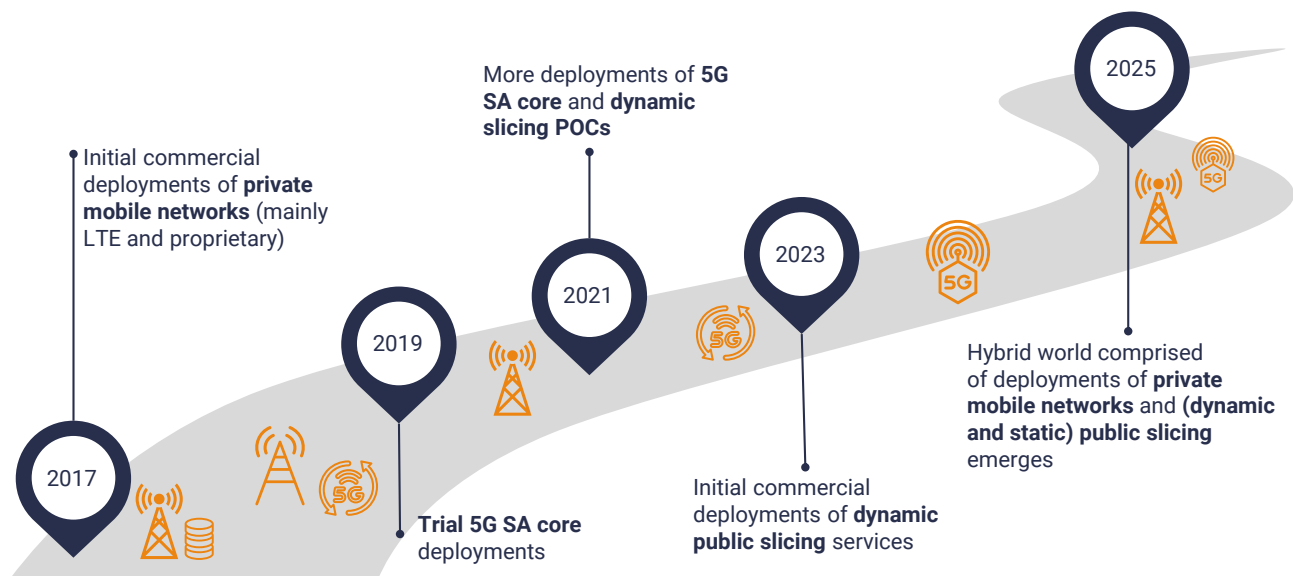 2017
Initial commercial
deployments of private
mobile networks (mainly
LTE and proprietary)
5G
2019
Trial 5G SA core
deployments
2021
More deployments of 5G
SA core and dynamic
slicing POCs
5G
2023
Initial commercial
deployments of dynamic
public slicing services
5G
2025
Hybrid world comprised
of deployments of private
mobile networks and (dynamic
and static) public slicing
emerges
5G